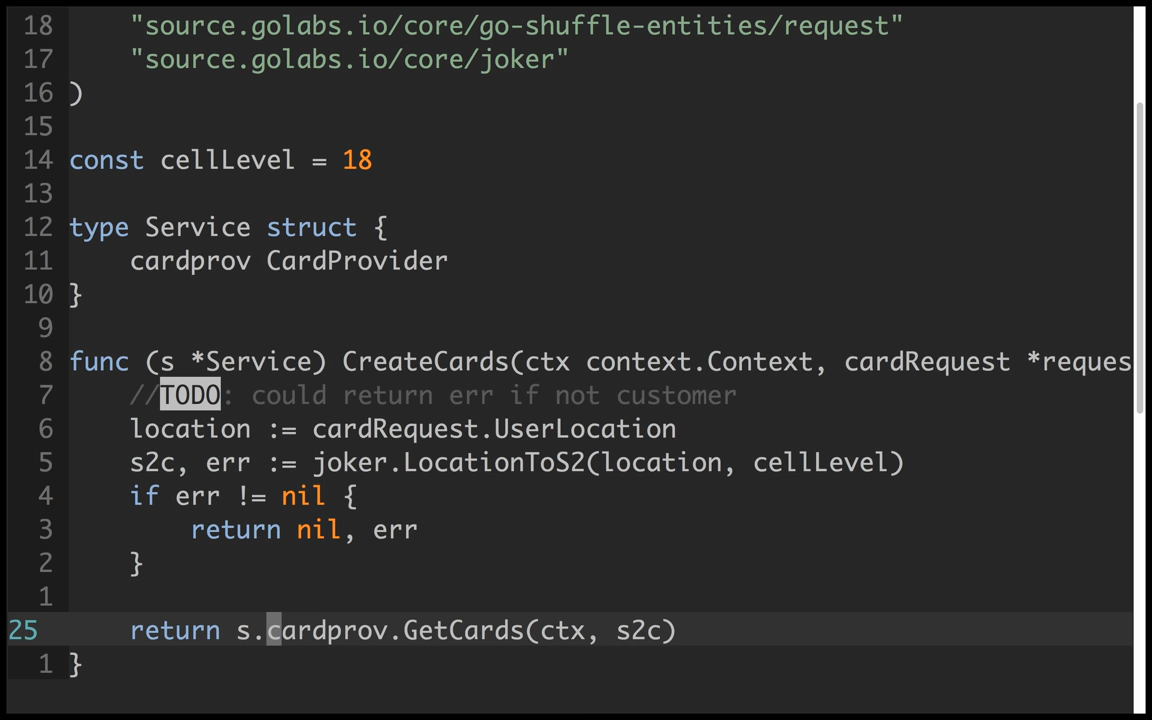 18 "source.golabs.io/core/go-shuffle-entities/request"
17 "source.golabs.io/core/joker"
16 )
15
14 const cellLevel = 18
13
12 type Service struct {
11 cardprov CardProvider
10 }
9
8 func (s *Service) CreateCards(ctx context.Context, cardRequest *reques
7 //TODO: could return err if not customer
6 location := cardRequest.UserLocation
5 s2c, err := joker.LocationToS2(location, cellLevel)
4 if err != nil {
3 return nil, err
2 }
1
25 return s.cardprov.GetCards(ctx, s2c)
1 }